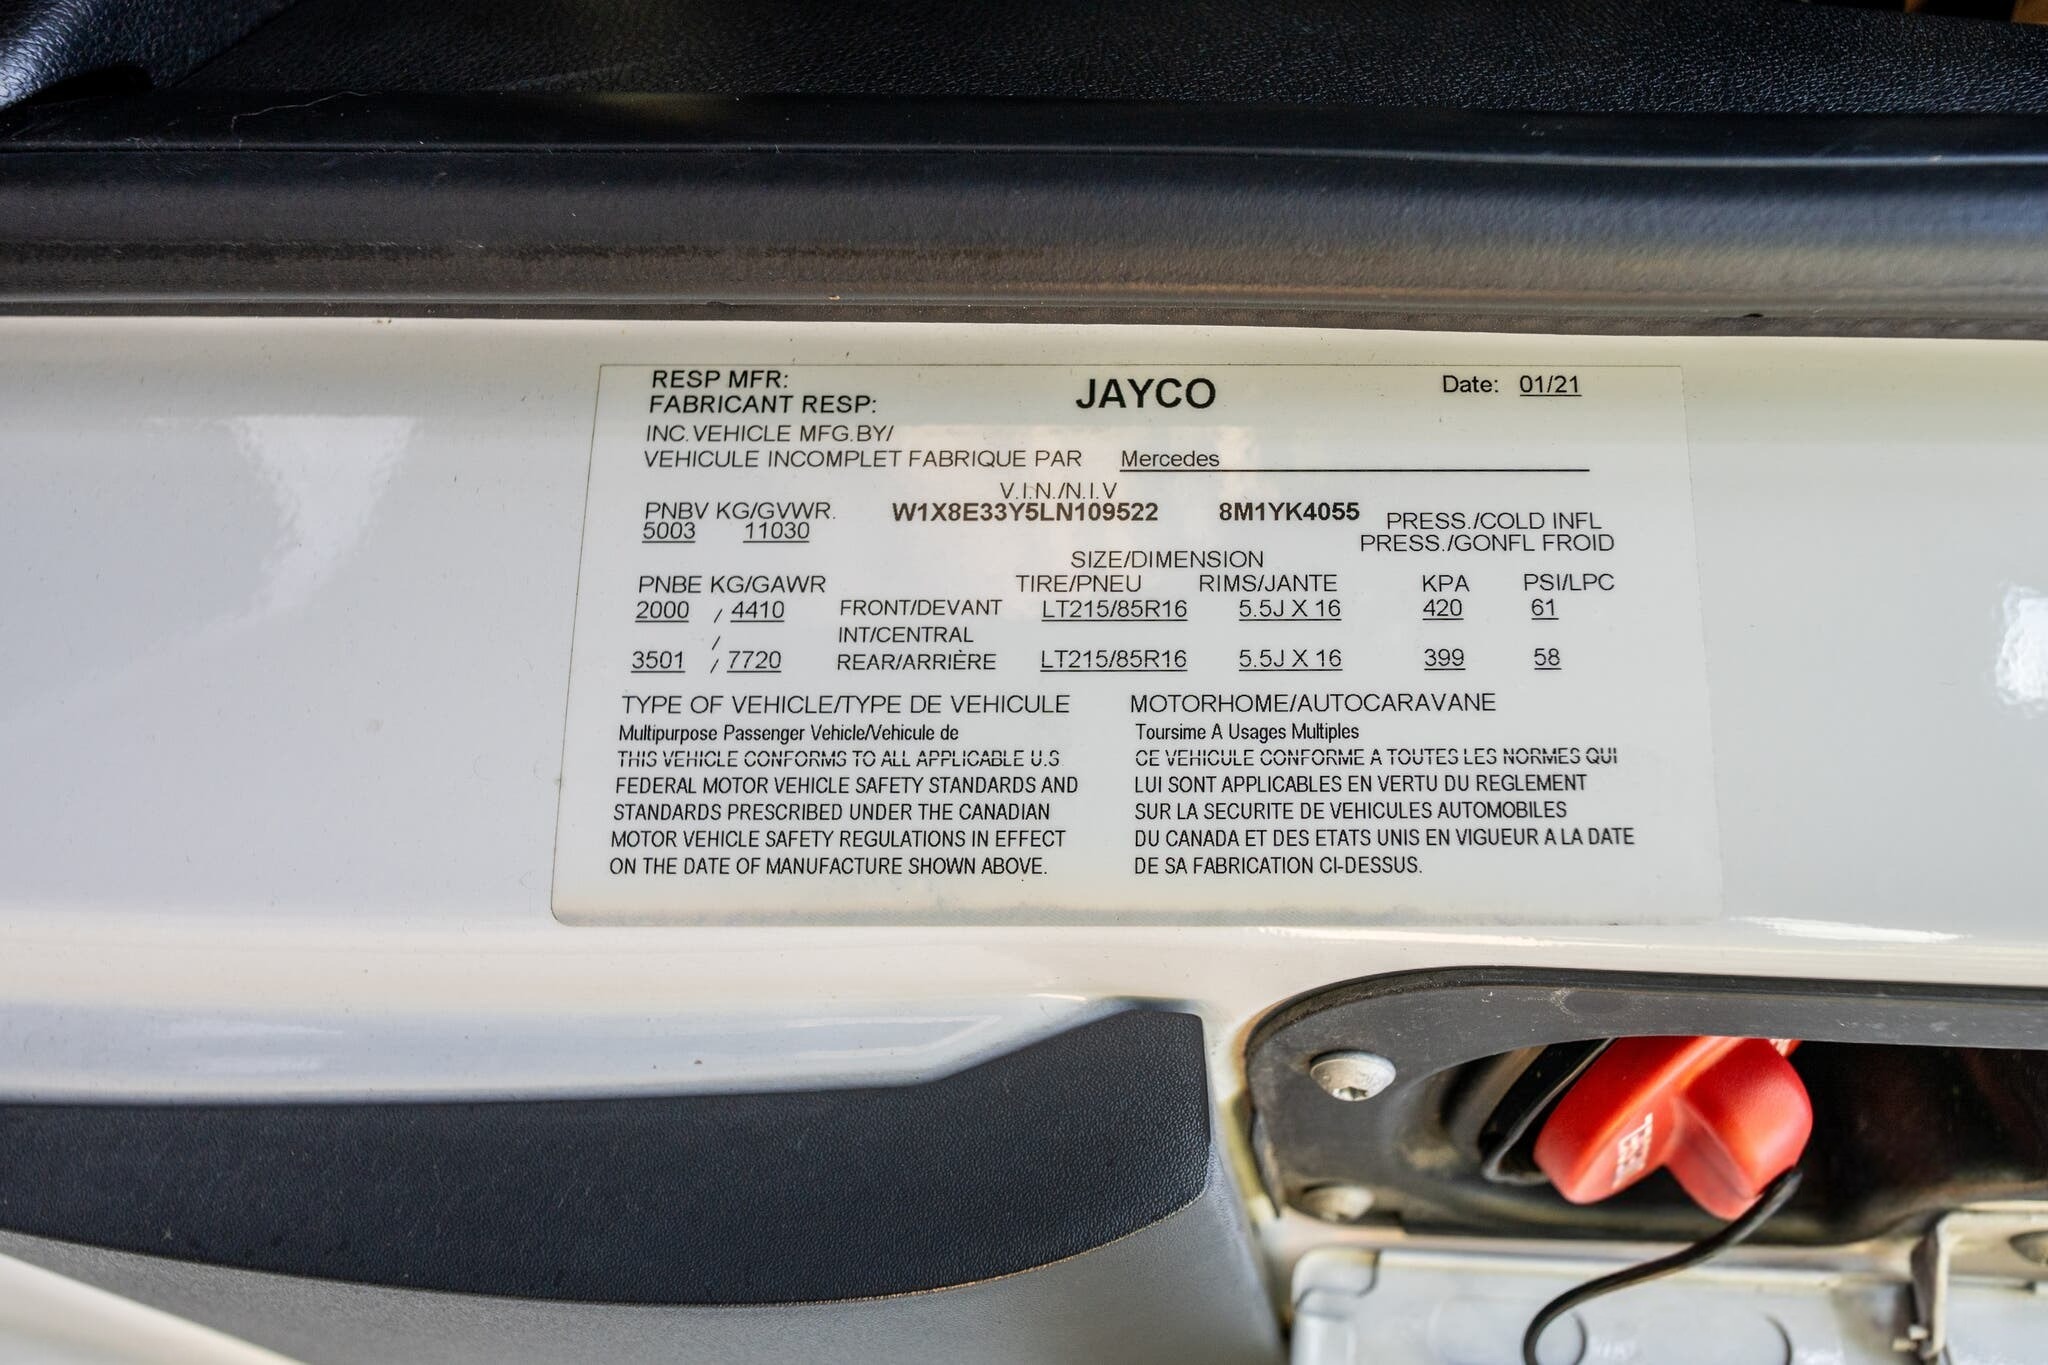 RESP MFR: JAYCO Date: 01/21
FABRICANT RESP:
INC.VEHICLE MFG.BY/
VEHICULE INCOMPLET FABRIQUE PAR Mercedes
V.I.N./N.I.V
PNBV KG/GVWR. W1X8E33Y5LN109522 8M1YK4055 PRESS./COLD INFL
5003 11030 PRESS./GONFL FROID
SIZE/DIMENSION
PNBE KG/GAWR TIRE/PNEU RIMS/JANTE KPA PSI/LPC
2000 / 4410 FRONT/DEVANT LT215/85R16 5.5J X 16 420 61
/ INT/CENTRAL
3501 / 7720 REAR/ARRIÈRE LT215/85R16 5.5J X 16 399 58
TYPE OF VEHICLE/TYPE DE VEHICULE MOTORHOME/AUTOCARAVANE
Multipurpose Passenger Vehicle/Vehicule de Toursime A Usages Multiples
THIS VEHICLE CONFORMS TO ALL APPLICABLE U.S
FEDERAL MOTOR VEHICLE SAFETY STANDARDS AND
STANDARDS PRESCRIBED UNDER THE CANADIAN
MOTOR VEHICLE SAFETY REGULATIONS IN EFFECT
ON THE DATE OF MANUFACTURE SHOWN ABOVE.
CE VEHICULE CONFORME A TOUTES LES NORMES QUI
LUI SONT APPLICABLES EN VERTU DU REGLEMENT
SUR LA SECURITE DE VEHICULES AUTOMOBILES
DU CANADA ET DES ETATS UNIS EN VIGUEUR A LA DATE
DE SA FABRICATION CI-DESSUS.
DIESEL